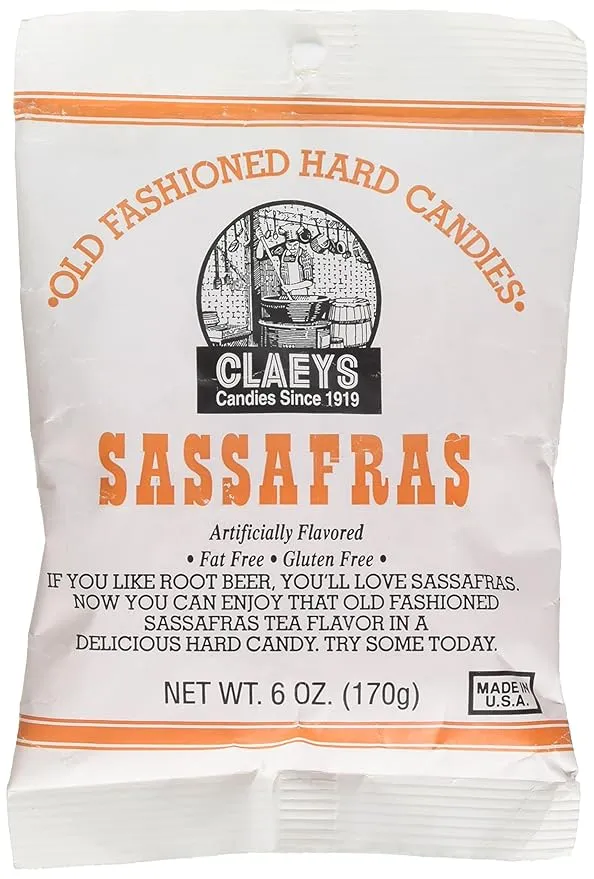 •OLD FASHIONED HARD CANDIES•
CLAEYS
Candies Since 1919
SASSAFRAS
Artificially Flavored
• Fat Free • Gluten Free •
IF YOU LIKE ROOT BEER, YOU'LL LOVE SASSAFRAS.
NOW YOU CAN ENJOY THAT OLD FASHIONED
SASSAFRAS TEA FLAVOR IN A
DELICIOUS HARD CANDY. TRY SOME TODAY.
NET WT. 6 OZ. (170g)
MADE IN
U.S.A.